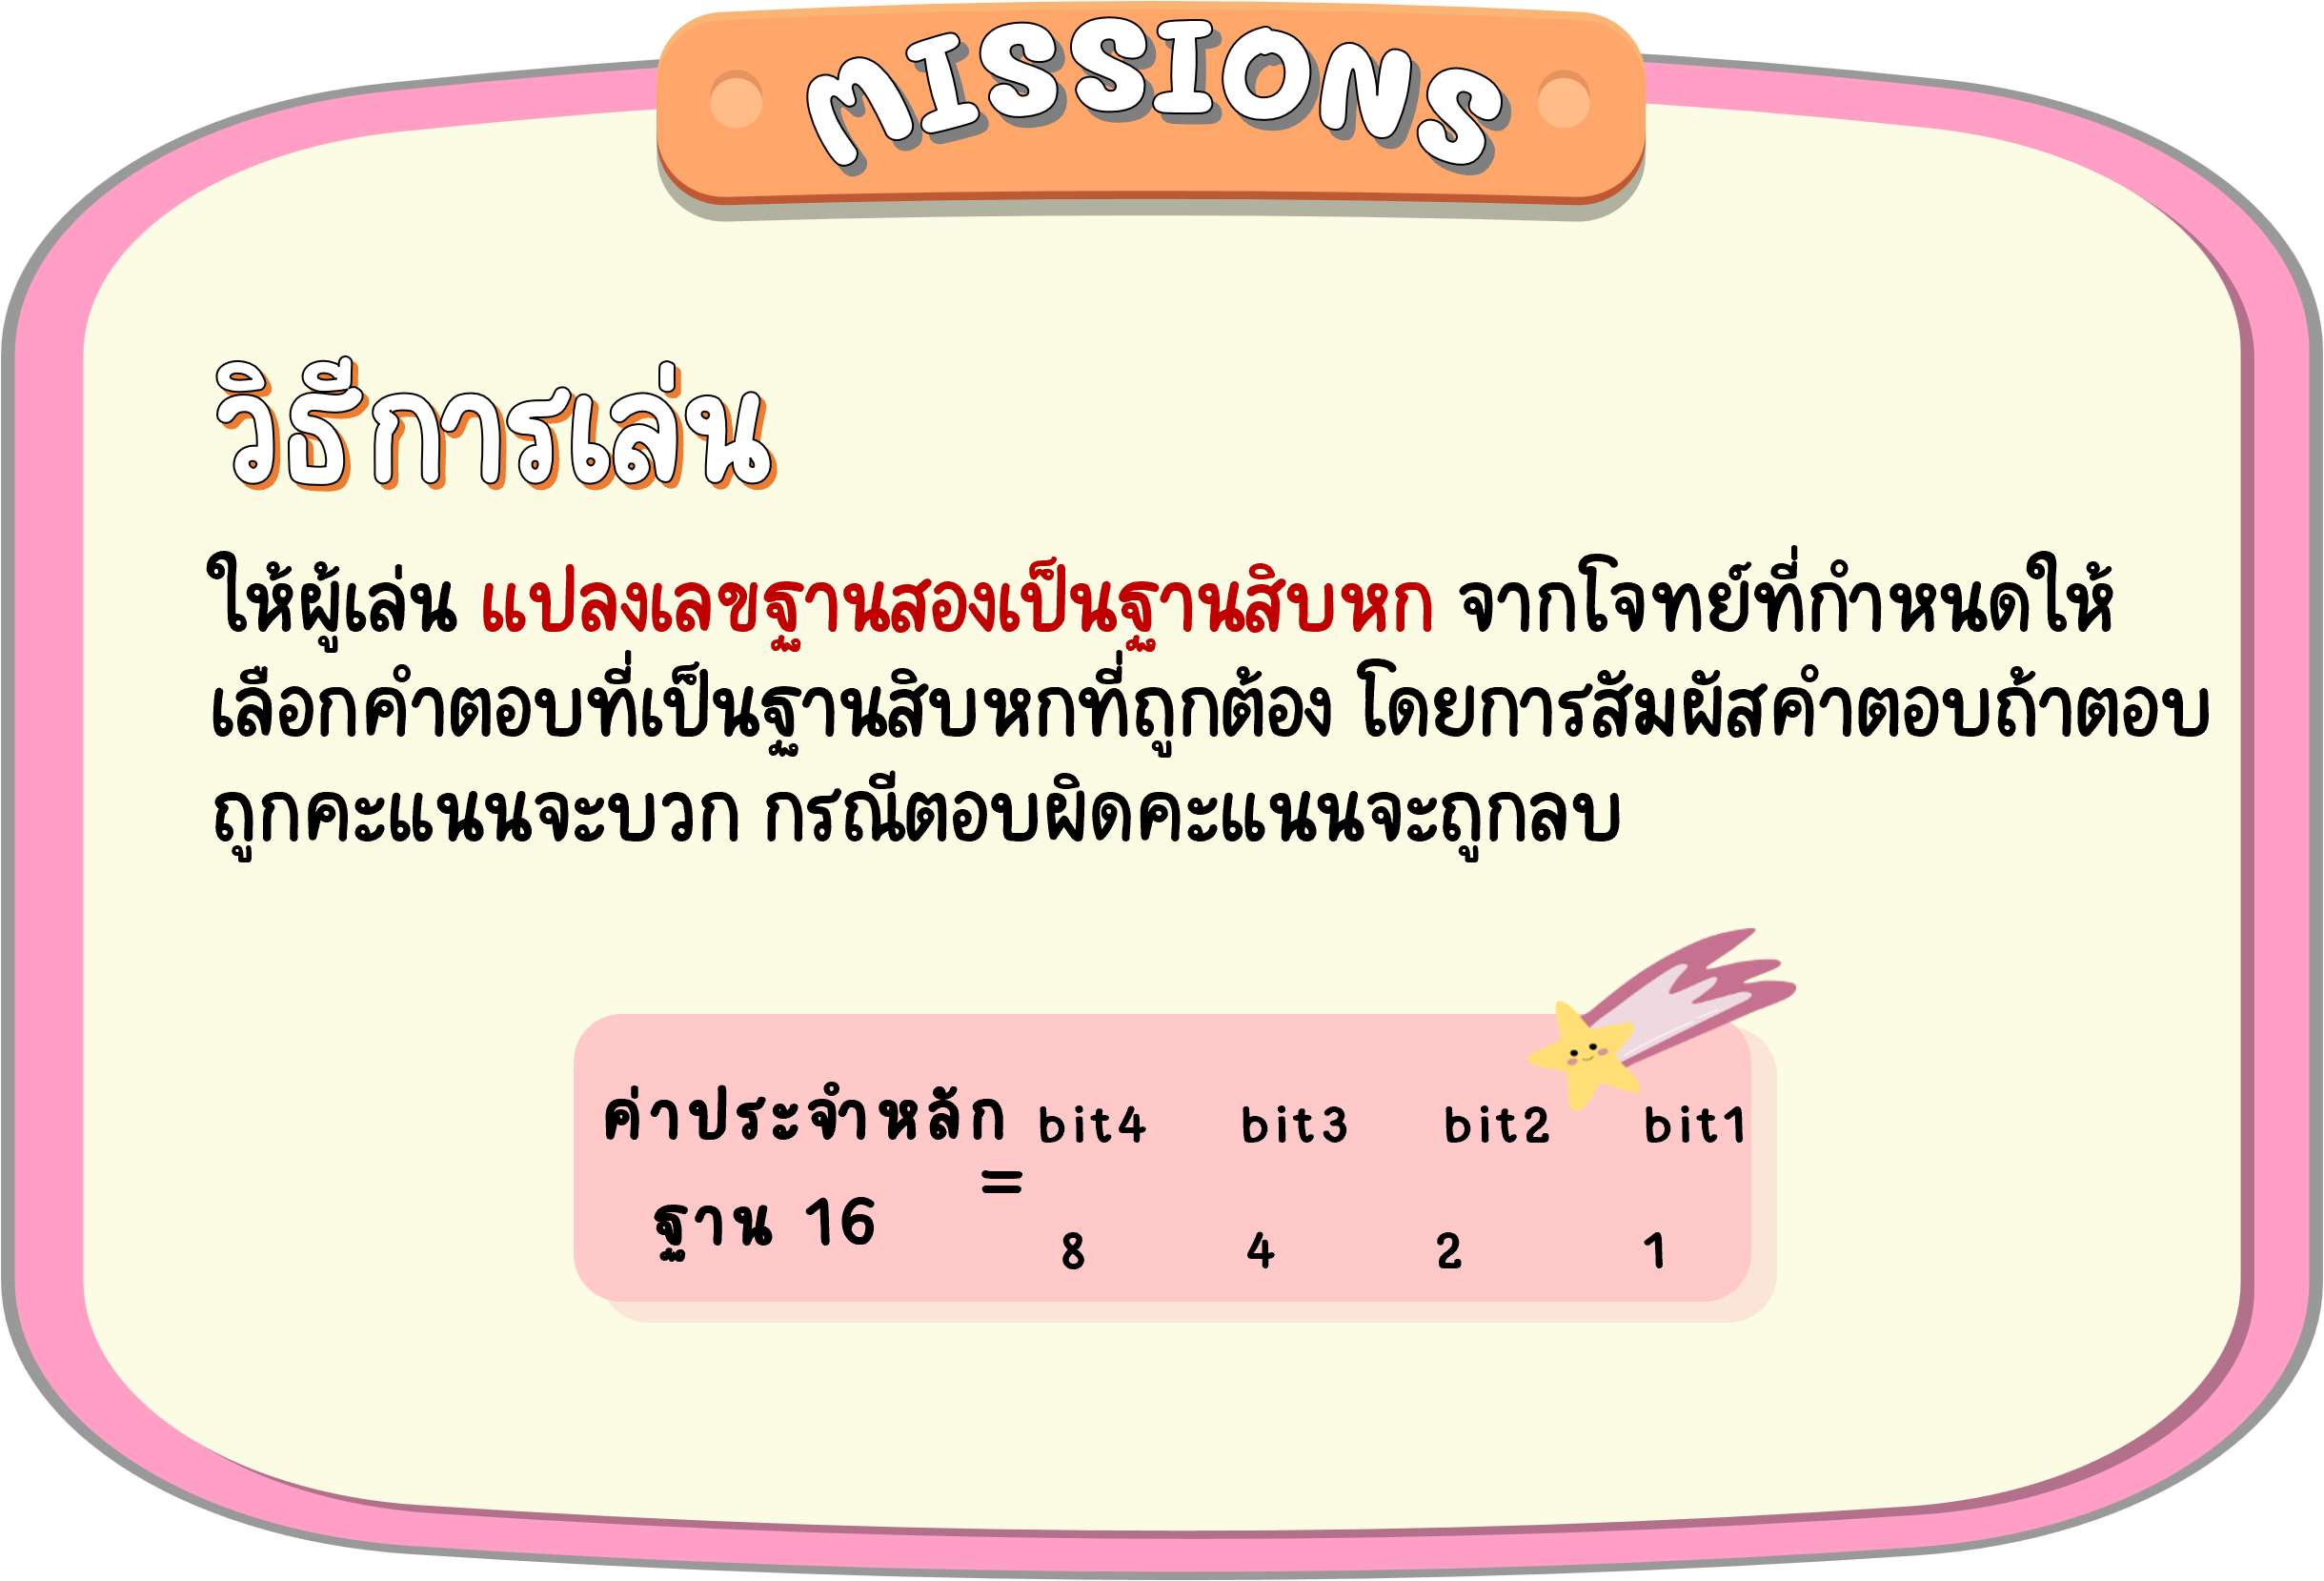 MISSIONS
วิธีการเล่น
ให้ผู้เล่น แปลงเลขฐานสองเป็นฐานสิบหก จากโจทย์ที่กำหนดให้
เลือกคำตอบที่เป็นฐานสิบหกที่ถูกต้อง โดยการสัมผัสคำตอบถ้าตอบ
ถูกคะแนนจะบวก กรณีตอบผิดคะแนนจะถูกลบ
ค่าประจำหลัก bit4 bit3 bit2 bit1
=
ฐาน 16 8 4 2 1